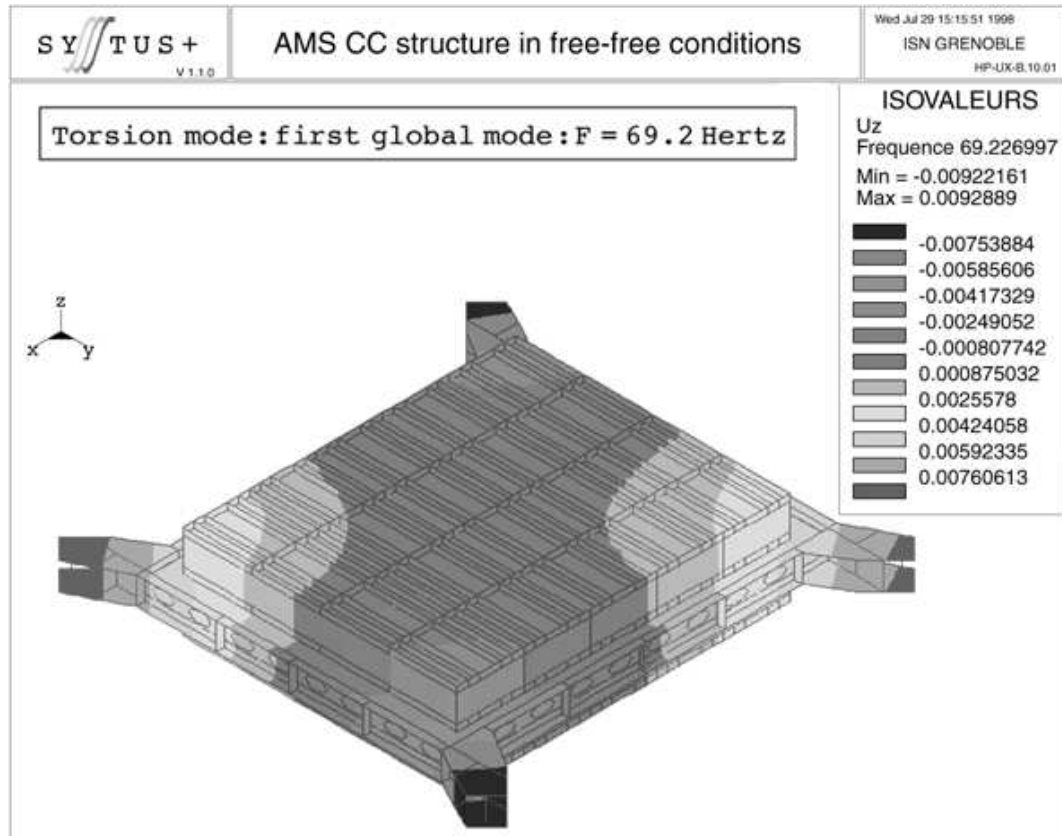 SY TUS+
V 1.1.0
AMS CC structure in free-free conditions
Wed Jul 29 15:15:51 1998
ISN GRENOBLE
HP-UX-B.10.01
Torsion mode:first global mode:F = 69.2 Hertz
ISOVALEURS
Uz
Frequence 69.226997
Min = -0.00922161
Max = 0.0092889
-0.00753884
-0.00585606
-0.00417329
-0.00249052
-0.000807742
0.000875032
0.0025578
0.00424058
0.00592335
0.00760613
z
x y